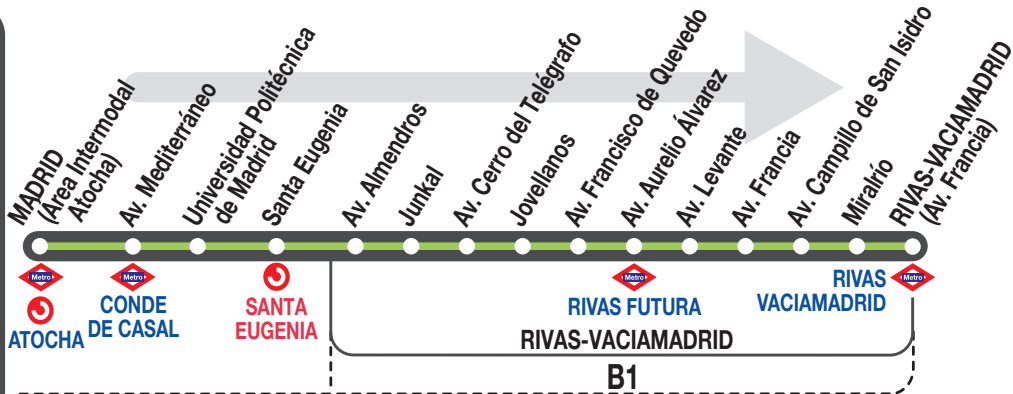 MADRID
(Área Intermodal
Atocha)
Av. Mediterráneo
Universidad Politécnica
de Madrid
Santa Eugenia
Av. Almendros
Junkal
Av. Cerro del Telégrafo
Jovellanos
Av. Francisco de Quevedo
Av. Aurelio Álvarez
Av. Levante
Av. Francia
Av. Campillo de San Isidro
Miralrío
RIVAS-VACIAMADRID
(Av. Francia)
Metro
Metro
Metro
Metro
ATOCHA
CONDE
DE CASAL
SANTA
EUGENIA
RIVAS FUTURA
RIVAS
VACIAMADRID
RIVAS-VACIAMADRID
B1